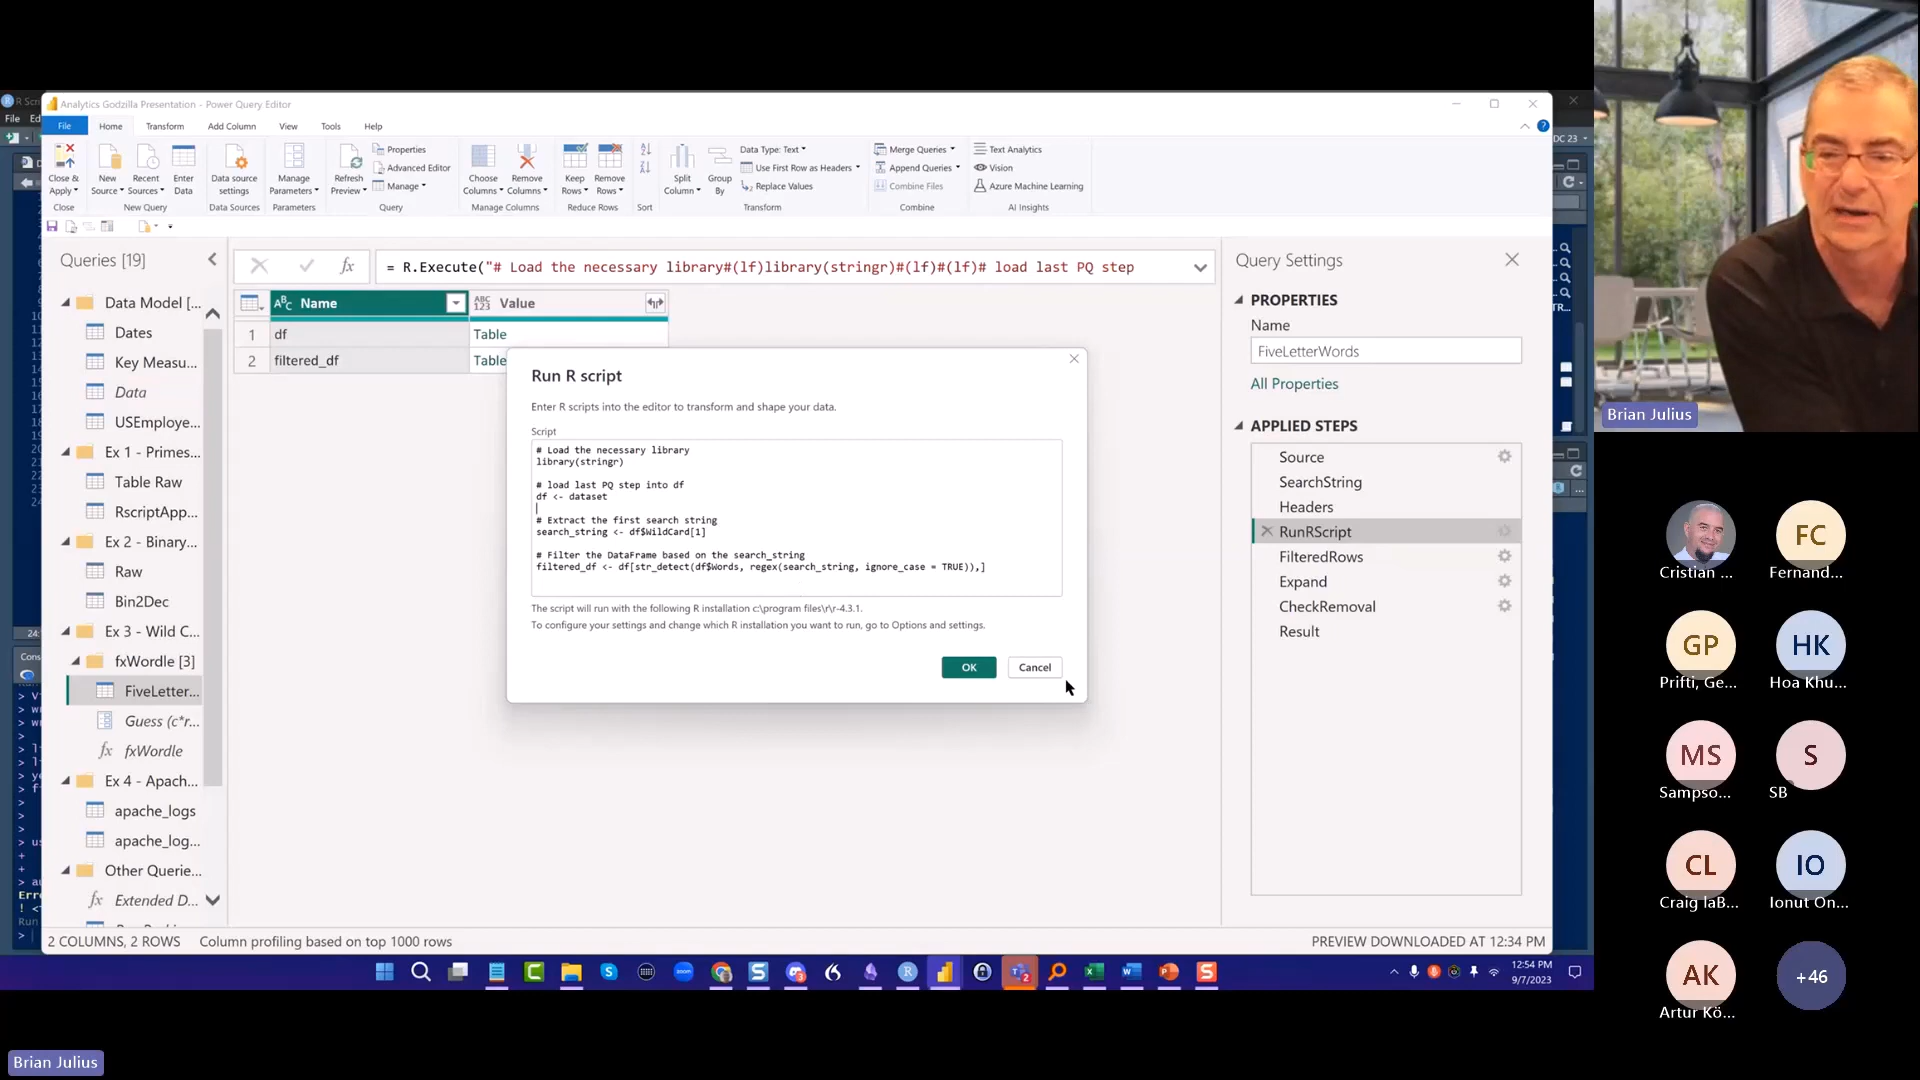 Analytics Godzilla Presentation - Power Query Editor
File
Home
Transform
Add Column
View
Tools
Help
Close &
Apply
Close
New
Source
Recent
Sources
Enter
Data
New Query
Data source
settings
Data Sources
Manage
Parameters
Parameters
Refresh
Preview
Properties
Advanced Editor
Manage
Query
Choose
Columns
Remove
Columns
Manage Columns
Keep
Rows
Remove
Rows
Reduce Rows
Sort
Split
Column
Group
By
Data Type: Text
Use First Row as Headers
Replace Values
Transform
Merge Queries
Append Queries
Combine Files
Combine
Text Analytics
Vision
Azure Machine Learning
AI Insights
Queries [19]
Data Model [...
Dates
Key Measu...
Data
USEmploye...
Ex 1 - Primes...
Table Raw
RscriptApp...
Ex 2 - Binary...
Raw
Bin2Dec
Ex 3 - Wild C...
fxWordle [3]
FiveLetter...
Guess (c*r...
fxWordle
Ex 4 - Apach...
apache_logs
apache_log...
Other Querie...
Extended D...
fx
= R.Execute("# Load the necessary library#(lf)library(stringr)#(lf)#(lf)# load last PQ step
Name
Value
1 df Table
2 filtered_df Table
Run R script
Enter R scripts into the editor to transform and shape your data.
Script
# Load the necessary library
library(stringr)
# load last PQ step into df
df <- dataset
# Extract the first search string
search_string <- df$WildCard[1]
# Filter the DataFrame based on the search_string
filtered_df <- df[str_detect(df$Words, regex(search_string, ignore_case = TRUE)),]
The script will run with the following R installation c:\program files\r\r-4.3.1.
To configure your settings and change which R installation you want to run, go to Options and settings.
OK
Cancel
Query Settings
PROPERTIES
Name
FiveLetterWords
All Properties
APPLIED STEPS
Source
SearchString
Headers
RunRScript
FilteredRows
Expand
CheckRemoval
Result
2 COLUMNS, 2 ROWS
Column profiling based on top 1000 rows
PREVIEW DOWNLOADED AT 12:34 PM
12:54 PM
9/7/2023
Brian Julius
Cristian ...
FC
Fernand...
GP
Prifti, Ge...
HK
Hoa Khu...
MS
Sampso...
S
SB
CL
Craig laB...
IO
Ionut On...
AK
Artur Kö...
+46
Brian Julius